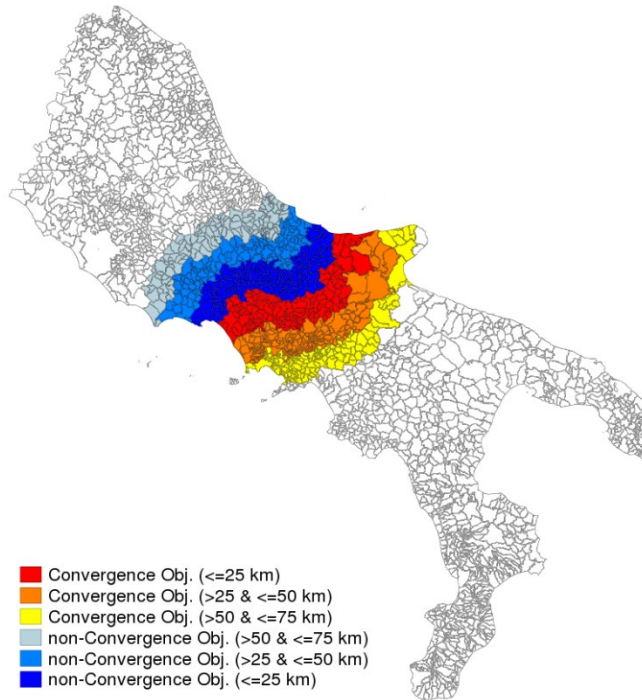 Convergence Obj. (<=25 km)
Convergence Obj. (>25 & <=50 km)
Convergence Obj. (>50 & <=75 km)
non-Convergence Obj. (>50 & <=75 km)
non-Convergence Obj. (>25 & <=50 km)
non-Convergence Obj. (<=25 km)